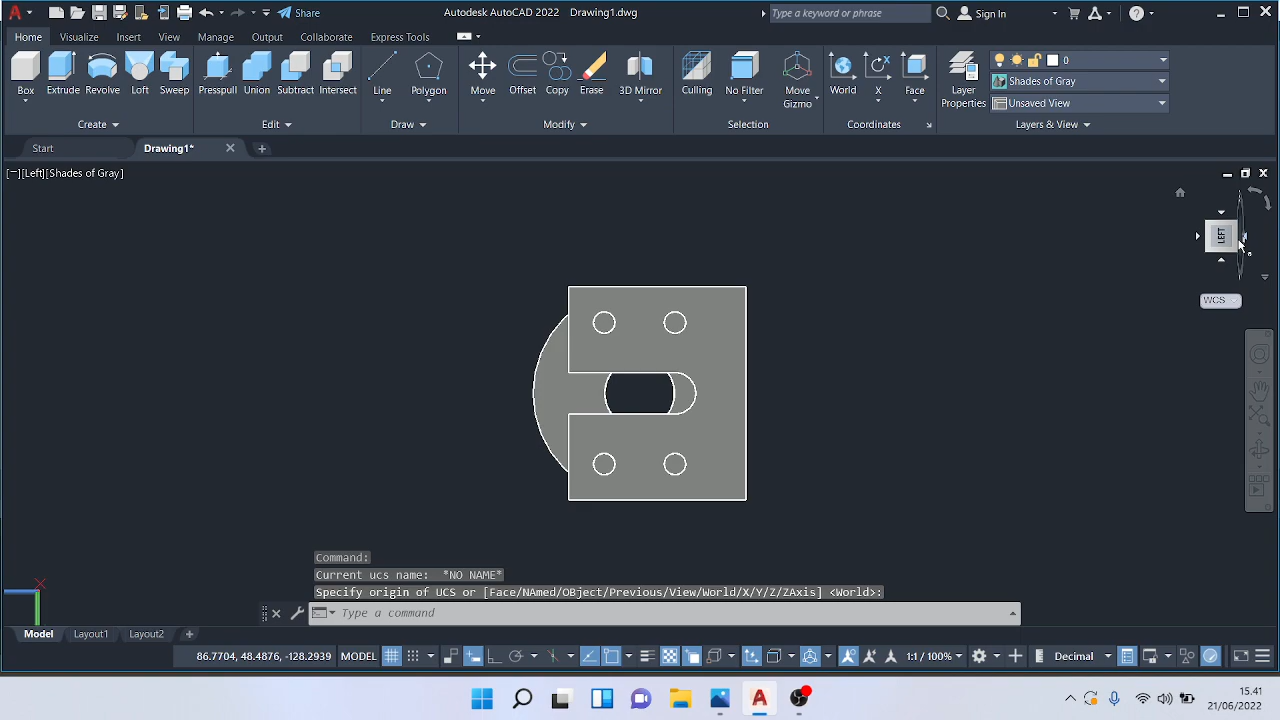 A Share Autodesk AutoCAD 2022 Drawing1.dwg Type a keyword or phrase Sign In
Home Visualize Insert View Manage Output Collaborate Express Tools
Box Extrude Revolve Loft Sweep Presspull Union Subtract Intersect Line Polygon Move Offset Copy Erase 3D Mirror Culling No Filter Move Gizmo World X Face Layer Properties
0
Shades of Gray
Unsaved View
Create Edit Draw Modify Selection Coordinates Layers & View
Start Drawing1*
[−][Left][Shades of Gray]
LEFT
WCS
Command:
Current ucs name: *NO NAME*
Specify origin of UCS or [Face/NAmed/OBject/Previous/View/World/X/Y/Z/ZAxis] <World>:
Type a command
Model Layout1 Layout2
86.7704, 48.4876, -128.2939 MODEL 1:1 / 100% Decimal
15.41
21/06/2022